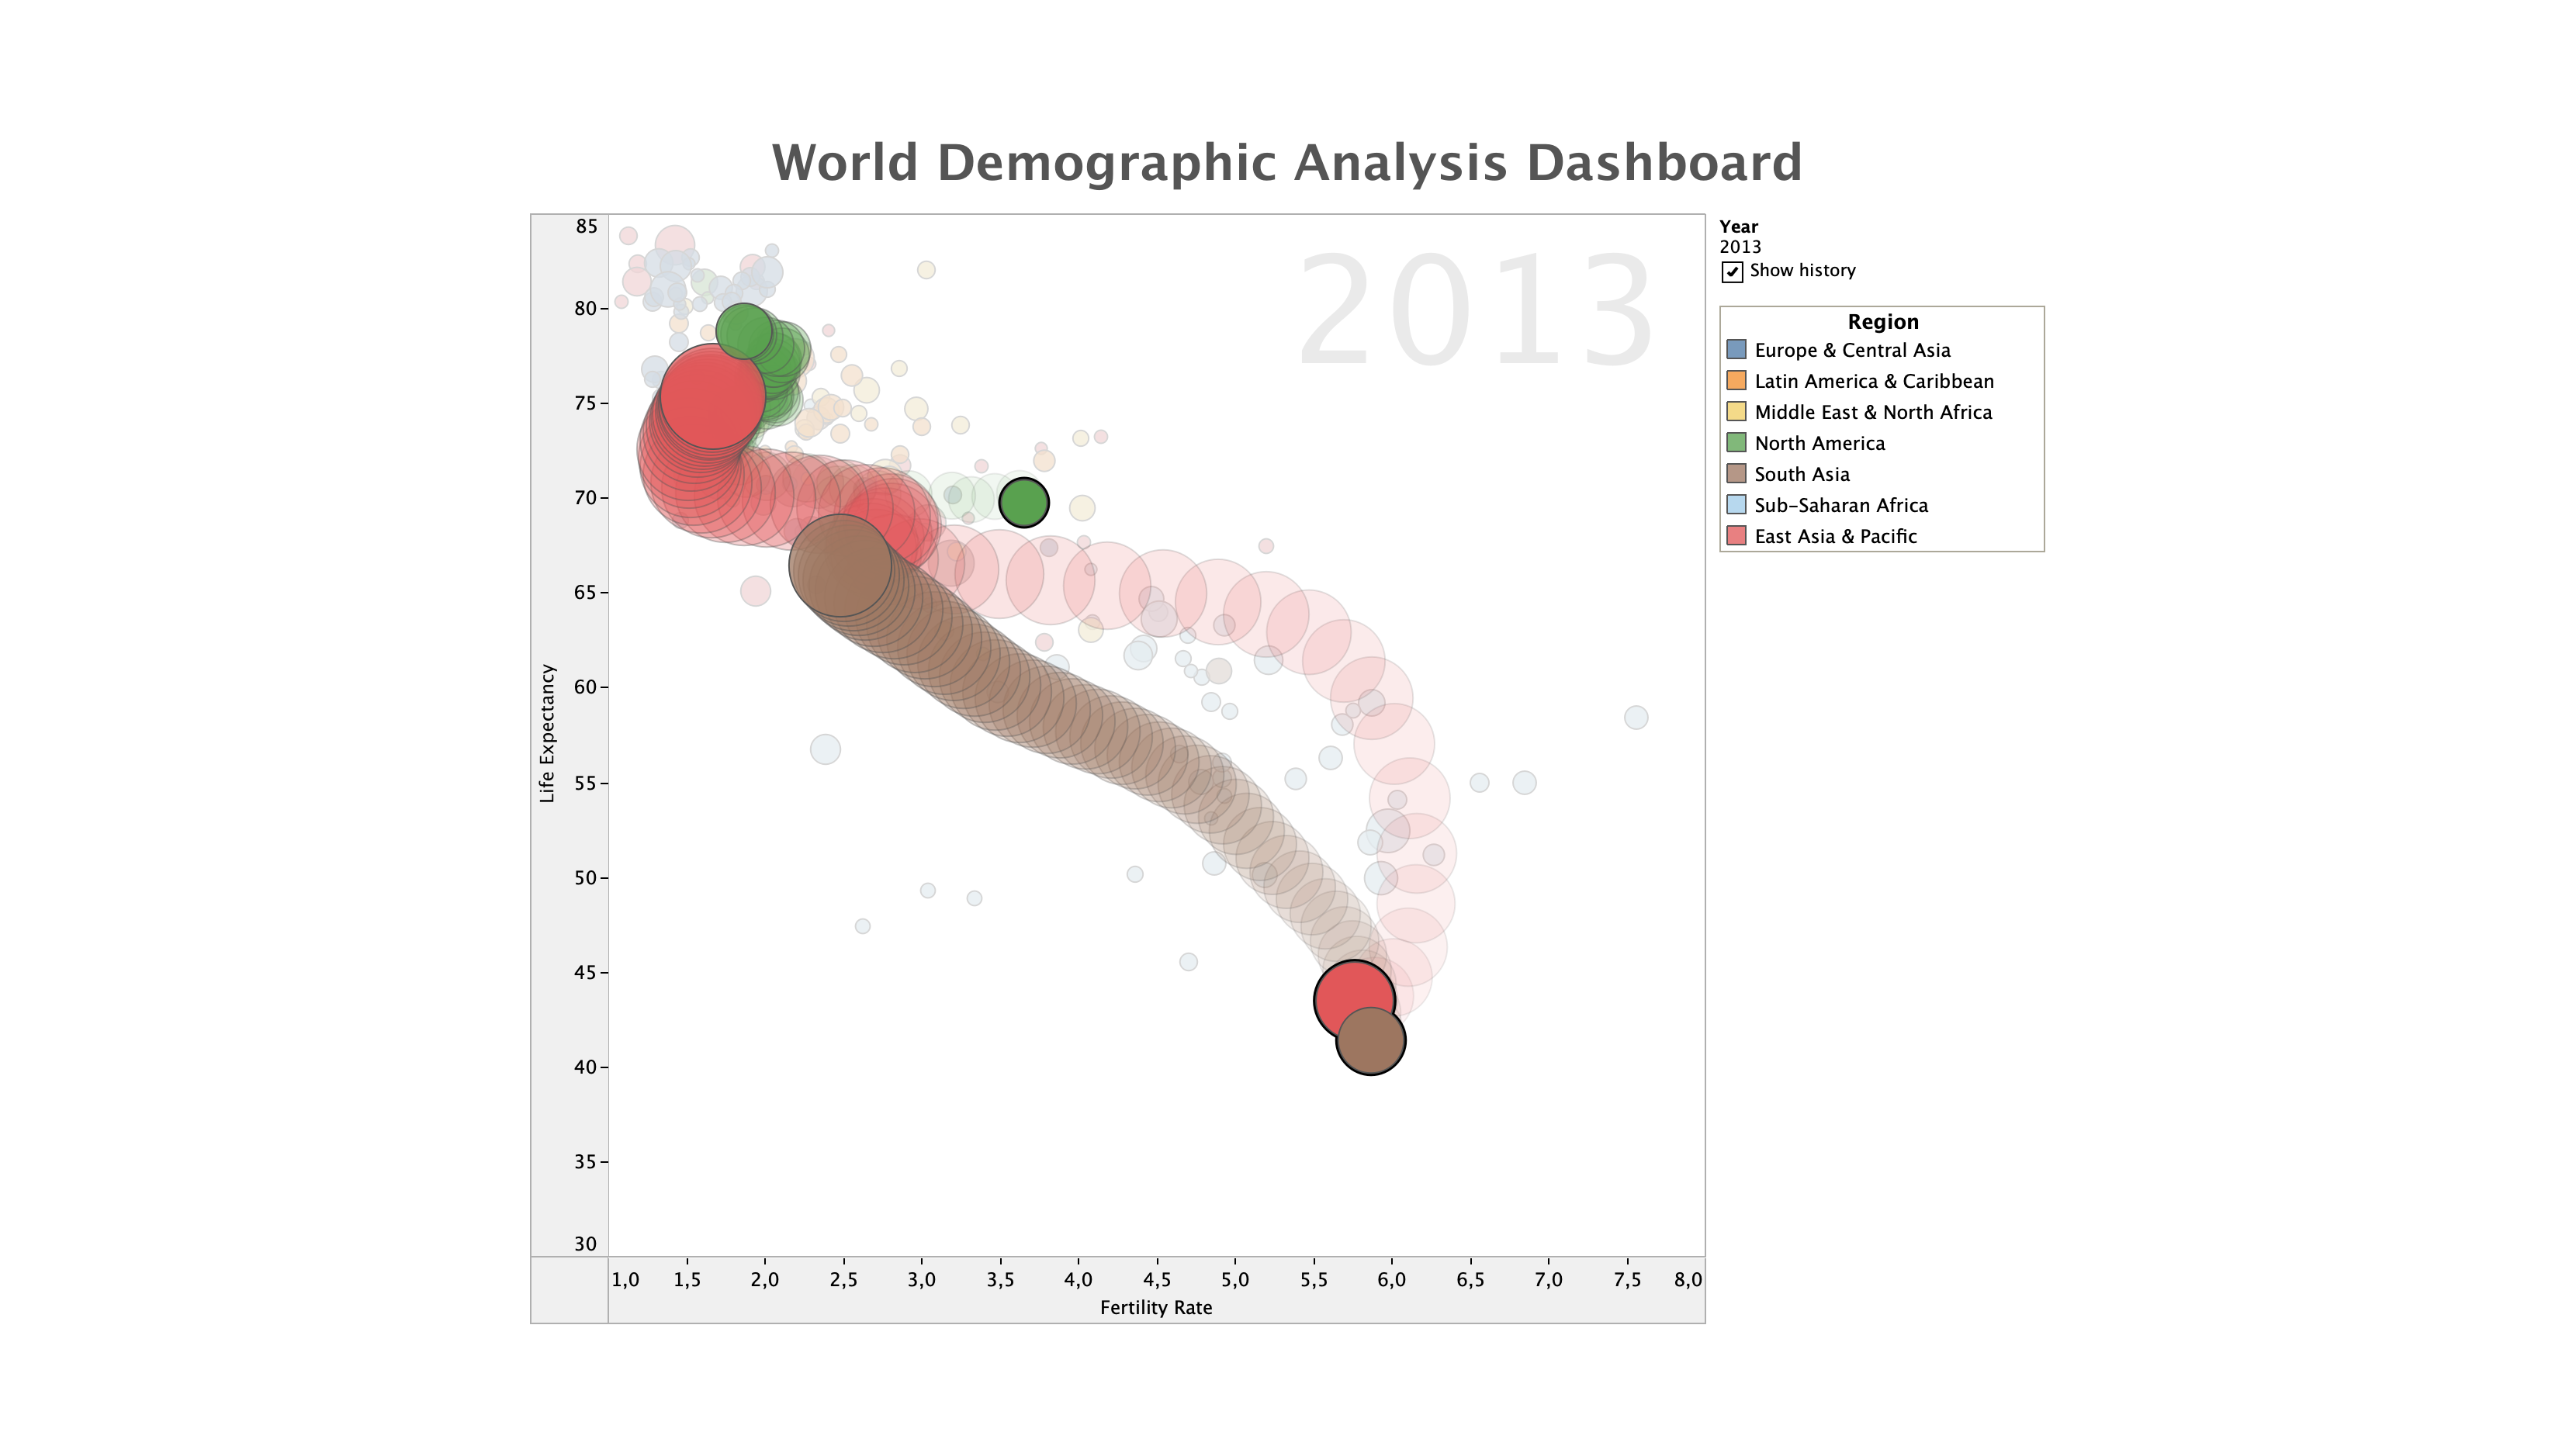 World Demographic Analysis Dashboard
2013
Year
2013
Show history
Region
Europe & Central Asia
Latin America & Caribbean
Middle East & North Africa
North America
South Asia
Sub-Saharan Africa
East Asia & Pacific
Life Expectancy
85
80
75
70
65
60
55
50
45
40
35
30
1,0 1,5 2,0 2,5 3,0 3,5 4,0 4,5 5,0 5,5 6,0 6,5 7,0 7,5 8,0
Fertility Rate